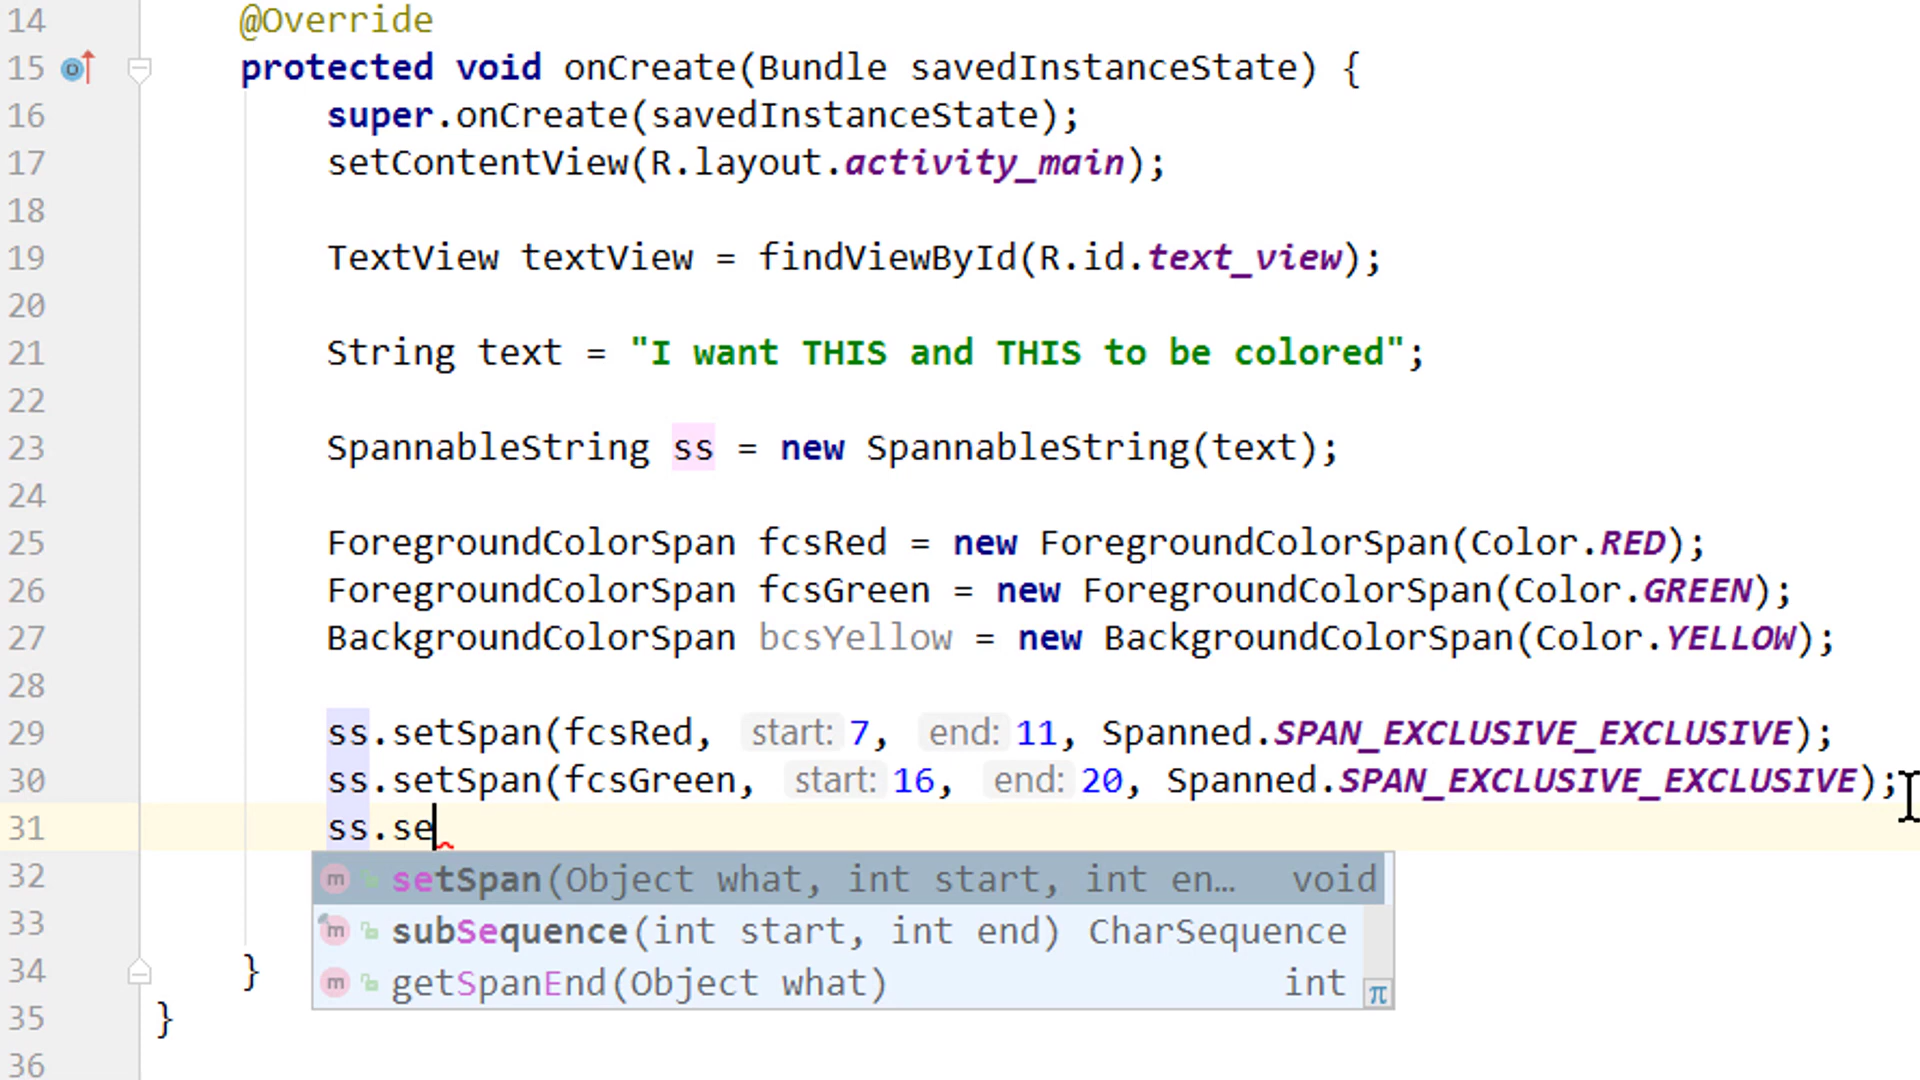 14 @Override
15 protected void onCreate(Bundle savedInstanceState) {
16 super.onCreate(savedInstanceState);
17 setContentView(R.layout.activity_main);
18
19 TextView textView = findViewById(R.id.text_view);
20
21 String text = "I want THIS and THIS to be colored";
22
23 SpannableString ss = new SpannableString(text);
24
25 ForegroundColorSpan fcsRed = new ForegroundColorSpan(Color.RED);
26 ForegroundColorSpan fcsGreen = new ForegroundColorSpan(Color.GREEN);
27 BackgroundColorSpan bcsYellow = new BackgroundColorSpan(Color.YELLOW);
28
29 ss.setSpan(fcsRed, start: 7, end: 11, Spanned.SPAN_EXCLUSIVE_EXCLUSIVE);
30 ss.setSpan(fcsGreen, start: 16, end: 20, Spanned.SPAN_EXCLUSIVE_EXCLUSIVE);
31 ss.se
32 m setSpan(Object what, int start, int en… void
33 m subSequence(int start, int end) CharSequence
34 } m getSpanEnd(Object what) int π
35 }
36